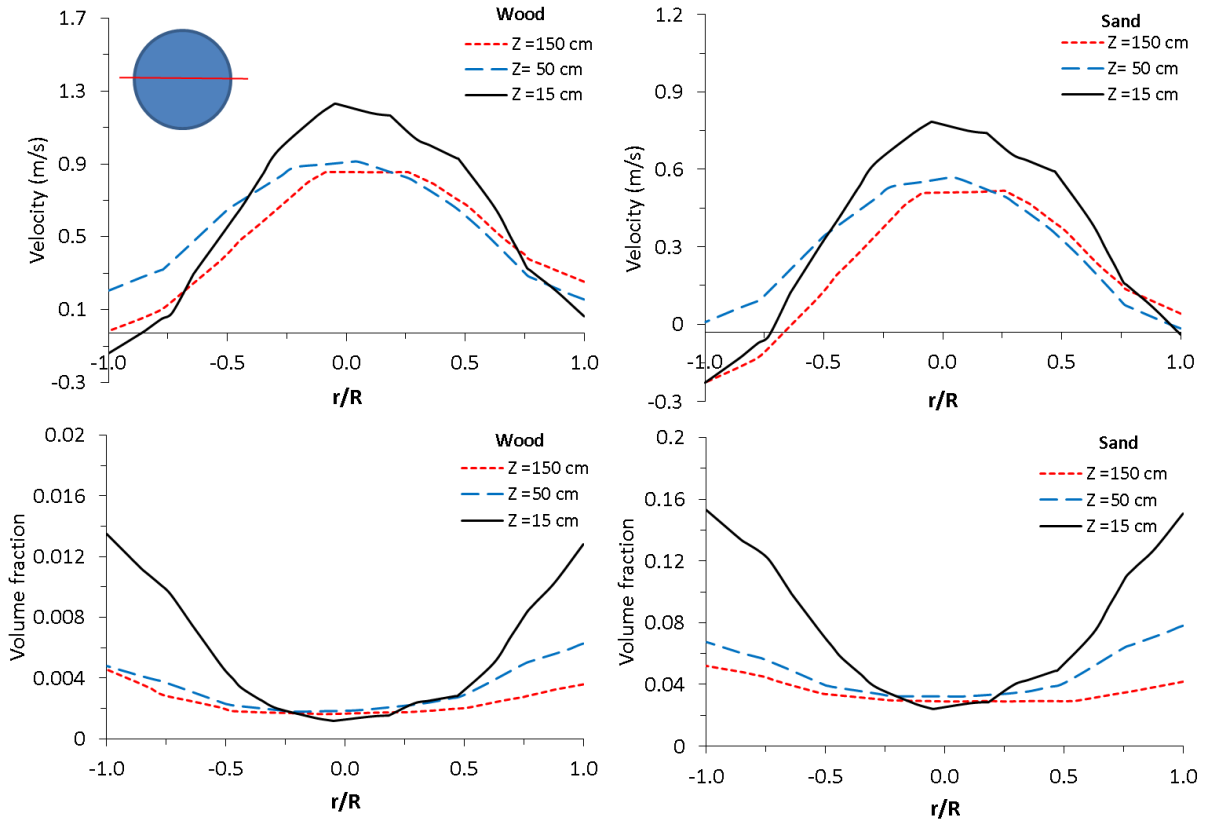 Wood
Z =150 cm
Z= 50 cm
Z =15 cm
1.7
1.3
0.9
0.5
0.1
-0.3
Velocity (m/s)
-1.0 -0.5 0.0 0.5 1.0
r/R
Sand
Z =150 cm
Z= 50 cm
Z =15 cm
1.2
0.9
0.6
0.3
0
-0.3
Velocity (m/s)
-1.0 -0.5 0.0 0.5 1.0
r/R
Wood
Z =150 cm
Z =50 cm
Z =15 cm
0.02
0.016
0.012
0.008
0.004
0
Volume fraction
-1.0 -0.5 0.0 0.5 1.0
r/R
Sand
Z =150 cm
Z =50 cm
Z =15 cm
0.2
0.16
0.12
0.08
0.04
0
Volume fraction
-1.0 -0.5 0.0 0.5 1.0
r/R